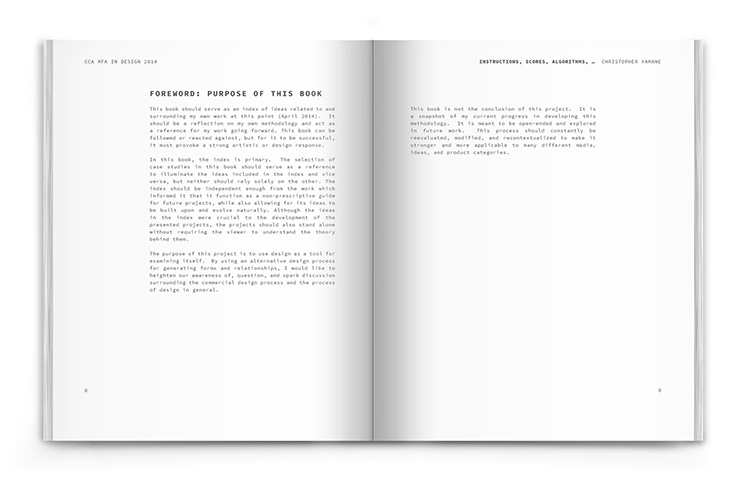 CCA MFA IN DESIGN 2014
FOREWORD: PURPOSE OF THIS BOOK
This book should serve as an index of ideas related to and
surrounding my own work at this point (April 2014).  It
should be a reflection on my own methodology and act as
a reference for my work going forward. This book can be
followed or reacted against, but for it to be successful,
it must provoke a strong artistic or design response.
In this book, the index is primary.  The selection of
case studies in this book should serve as a reference
to illuminate the ideas included in the index and vice
versa, but neither should rely solely on the other. The
index should be independent enough from the work which
informed it that it function as a non-prescriptive guide
for future projects, while also allowing for its ideas to
be built upon and evolve naturally. Although the ideas
in the index were crucial to the development of the
presented projects, the projects should also stand alone
without requiring the viewer to understand the theory
behind them.
The purpose of this project is to use design as a tool for
examining itself.  By using an alternative design process
for generating forms and relationships, I would like to
heighten our awareness of, question, and spark discussion
surrounding the commercial design process and the process
of design in general.
8
INSTRUCTIONS, SCORES, ALGORITHMS, … CHRISTOPHER YAMANE
This book is not the conclusion of this project.  It is
a snapshot of my current progress in developing this
methodology.  It is meant to be open-ended and explored
in future work.  This process should constantly be
reevaluated, modified, and recontextualized to make it
stronger and more applicable to many different media,
ideas, and product categories.
9